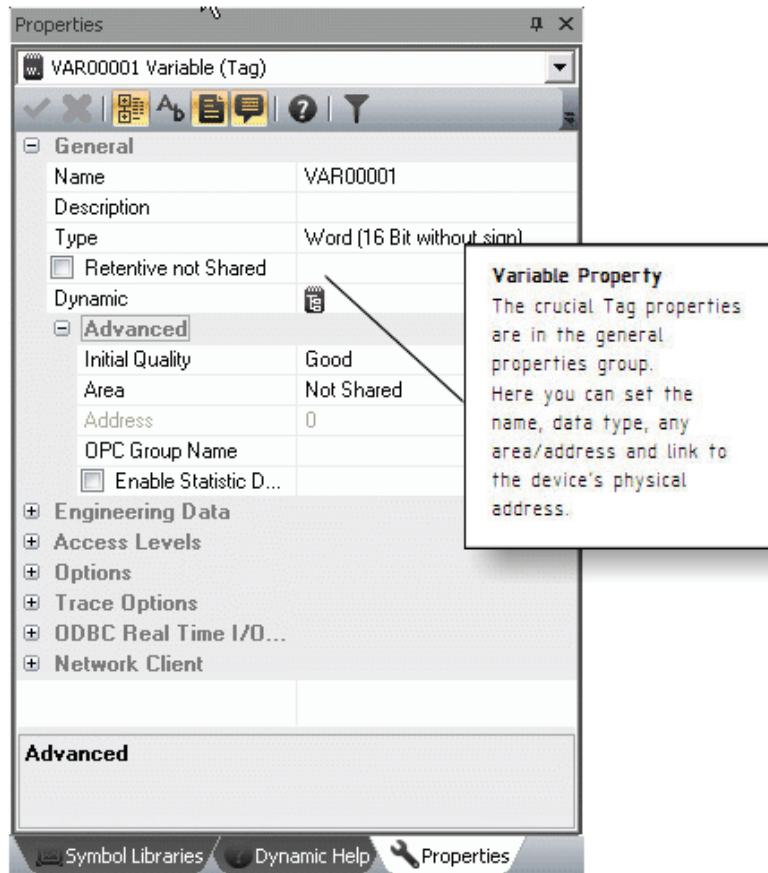 Properties
VAR00001 Variable (Tag)
General
Name VAR00001
Description
Type Word (16 Bit without sign)
Retentive not Shared
Dynamic
Advanced
Initial Quality Good
Area Not Shared
Address 0
OPC Group Name
Enable Statistic D...
Engineering Data
Access Levels
Options
Trace Options
ODBC Real Time I/O...
Network Client
Variable Property
The crucial Tag properties
are in the general
properties group.
Here you can set the
name, data type, any
area/address and link to
the device's physical
address.
Advanced
Symbol Libraries Dynamic Help Properties